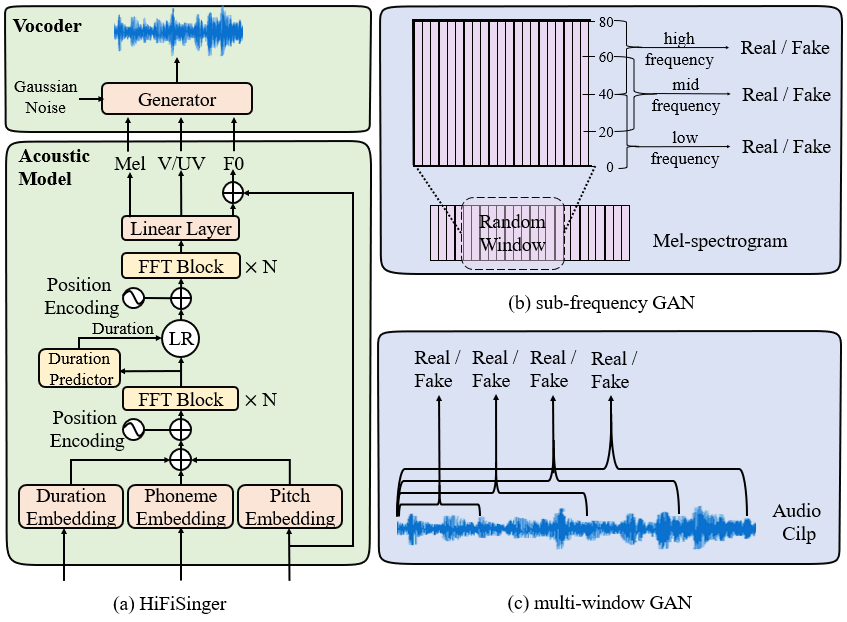 Vocoder
Gaussian
Noise
Generator
Acoustic
Model
Mel
V/UV
F0
Linear Layer
FFT Block
× N
Position
Encoding
Duration
LR
Duration
Predictor
FFT Block
× N
Position
Encoding
Duration
Embedding
Phoneme
Embedding
Pitch
Embedding
(a) HiFiSinger
80
60
40
20
0
high
frequency
Real / Fake
mid
frequency
Real / Fake
low
frequency
Real / Fake
Random
Window
Mel-spectrogram
(b) sub-frequency GAN
Real /
Fake
Real /
Fake
Real /
Fake
Real /
Fake
Audio
Cilp
(c) multi-window GAN